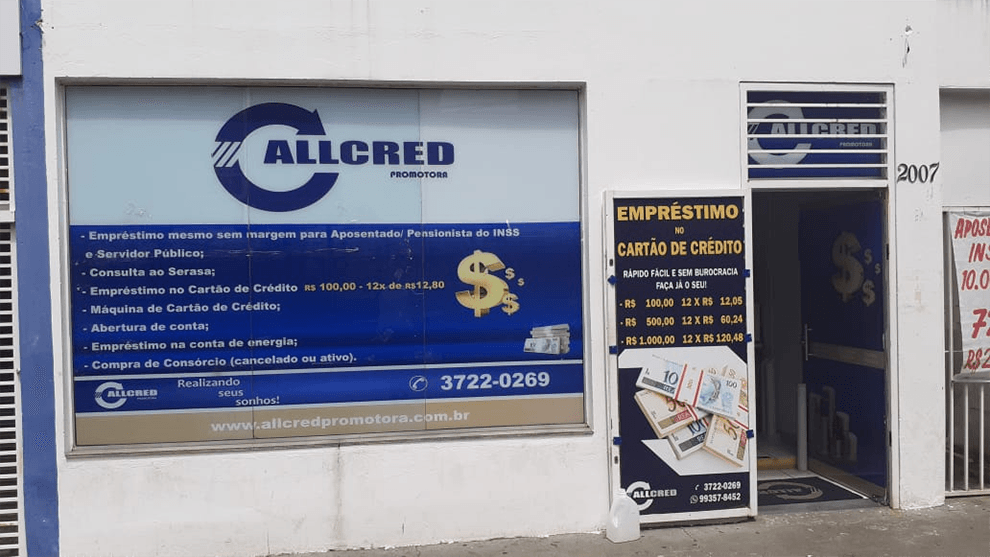 ALLCRED
PROMOTORA
- Empréstimo mesmo sem margem para Aposentado/ Pensionista do INSS
e Servidor Público;
- Consulta ao Serasa;
- Empréstimo no Cartão de Crédito R$ 100,00 - 12x de R$12,80
- Máquina de Cartão de Crédito;
- Abertura de conta;
- Empréstimo na conta de energia;
- Compra de Consórcio (cancelado ou ativo).
ALLCRED
Realizando
seus
sonhos!
3722-0269
www.allcredpromotora.com.br
EMPRÉSTIMO
NO
CARTÃO DE CRÉDITO
RÁPIDO FÁCIL E SEM BUROCRACIA
FAÇA JÁ O SEU!
- R$ 100,00 12 X R$ 12,05
- R$ 500,00 12 X R$ 60,24
- R$ 1.000,00 12 X R$ 120,48
ALLCRED
3722-0269
99357-8452
ALLCRED
PROMOTORA
2007